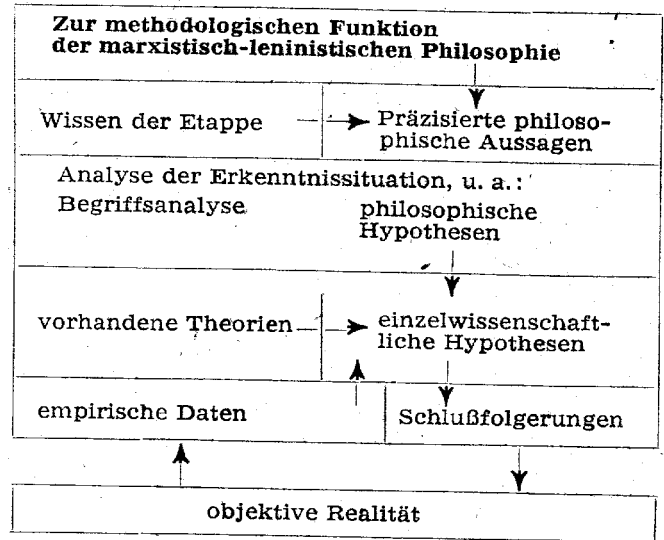 Zur methodologischen Funktion
der marxistisch-leninistischen Philosophie
Wissen der Etappe
Präzisierte philoso-
phische Aussagen
Analyse der Erkenntnissituation, u. a.:
Begriffsanalyse
philosophische
Hypothesen
vorhandene Theorien
einzelwissenschaft-
liche Hypothesen
empirische Daten
Schlußfolgerungen
objektive Realität